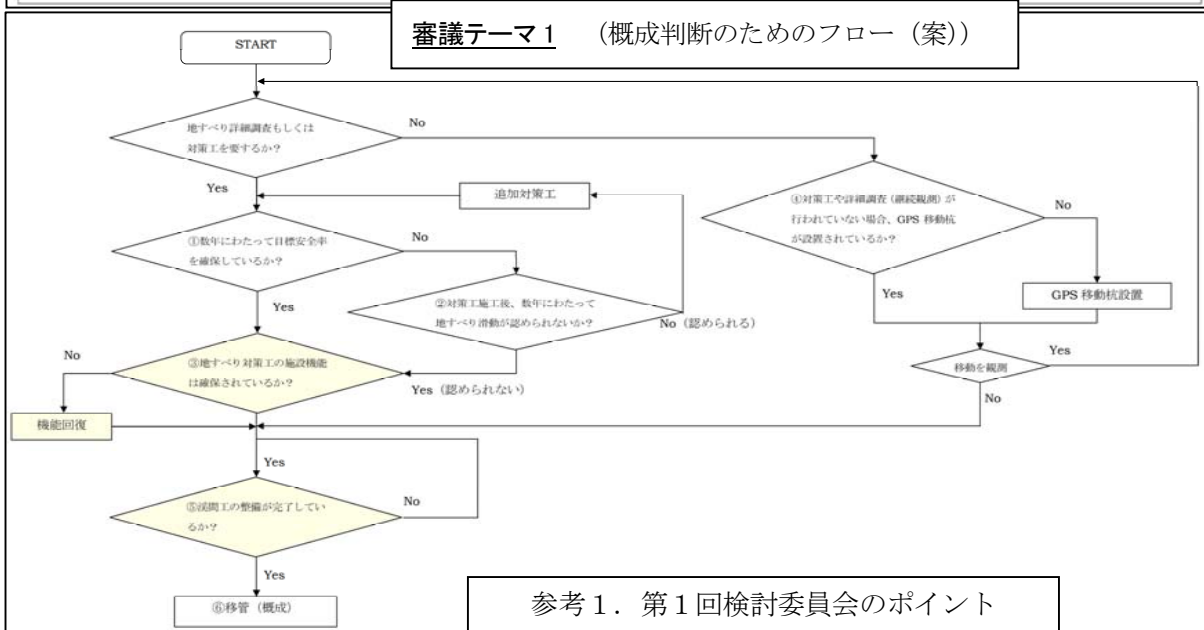 審議テーマ1 （概成判断のためのフロー（案））
START
地すべり詳細調査もしくは
対策工を要するか？
No
Yes
追加対策工
④対策工や詳細調査（継続観測）が
行われていない場合、GPS 移動杭
が設置されているか？
No
①数年にわたって目標安全率
を確保しているか？
No
Yes
②対策工施工後、数年にわたって
地すべり滑動が認められないか？
No（認められる）
Yes
GPS 移動杭設置
No
③地すべり対策工の施設機能
は確保されているか？
Yes（認められない）
移動を観測
Yes
No
機能回復
Yes
⑤渓間工の整備が完了してい
るか？
No
Yes
⑥移管（概成）
参考１．第１回検討委員会のポイント